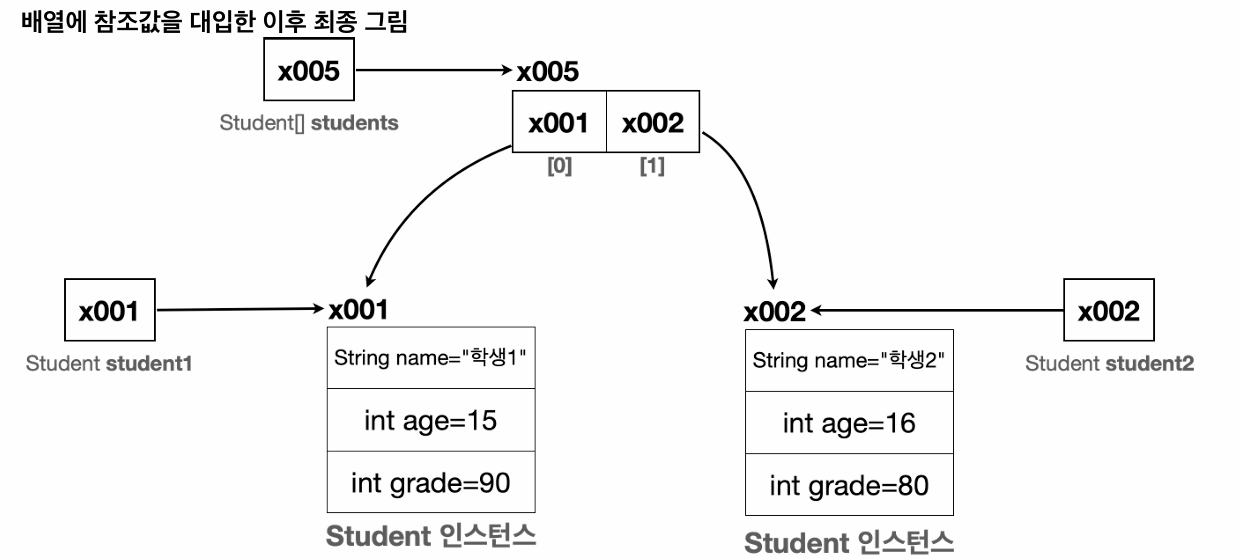 배열에 참조값을 대입한 이후 최종 그림
x005
x005
Student[] students
x001 x002
[0] [1]
x001
x001
x002
x002
Student student1
String name="학생1"
int age=15
int grade=90
Student 인스턴스
String name="학생2"
int age=16
int grade=80
Student 인스턴스
Student student2